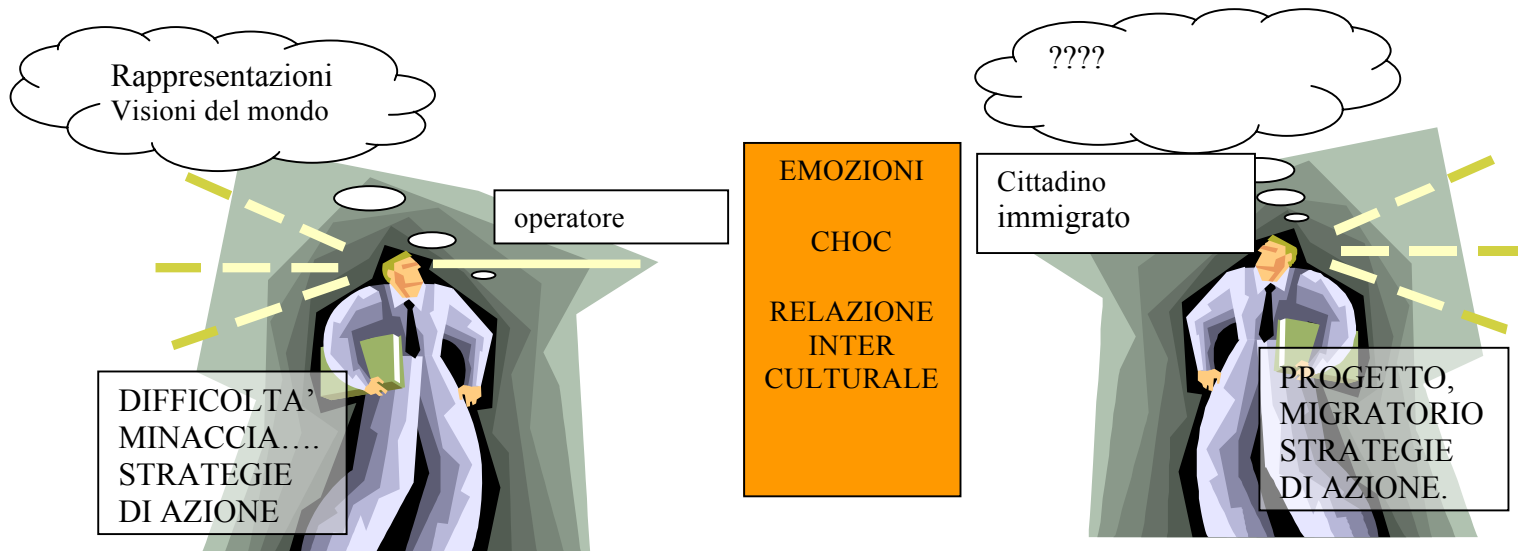 Rappresentazioni
Visioni del mondo
operatore
DIFFICOLTA’
MINACCIA….
STRATEGIE
DI AZIONE
EMOZIONI
CHOC
RELAZIONE
INTER
CULTURALE
????
Cittadino
immigrato
PROGETTO,
MIGRATORIO
STRATEGIE
DI AZIONE.